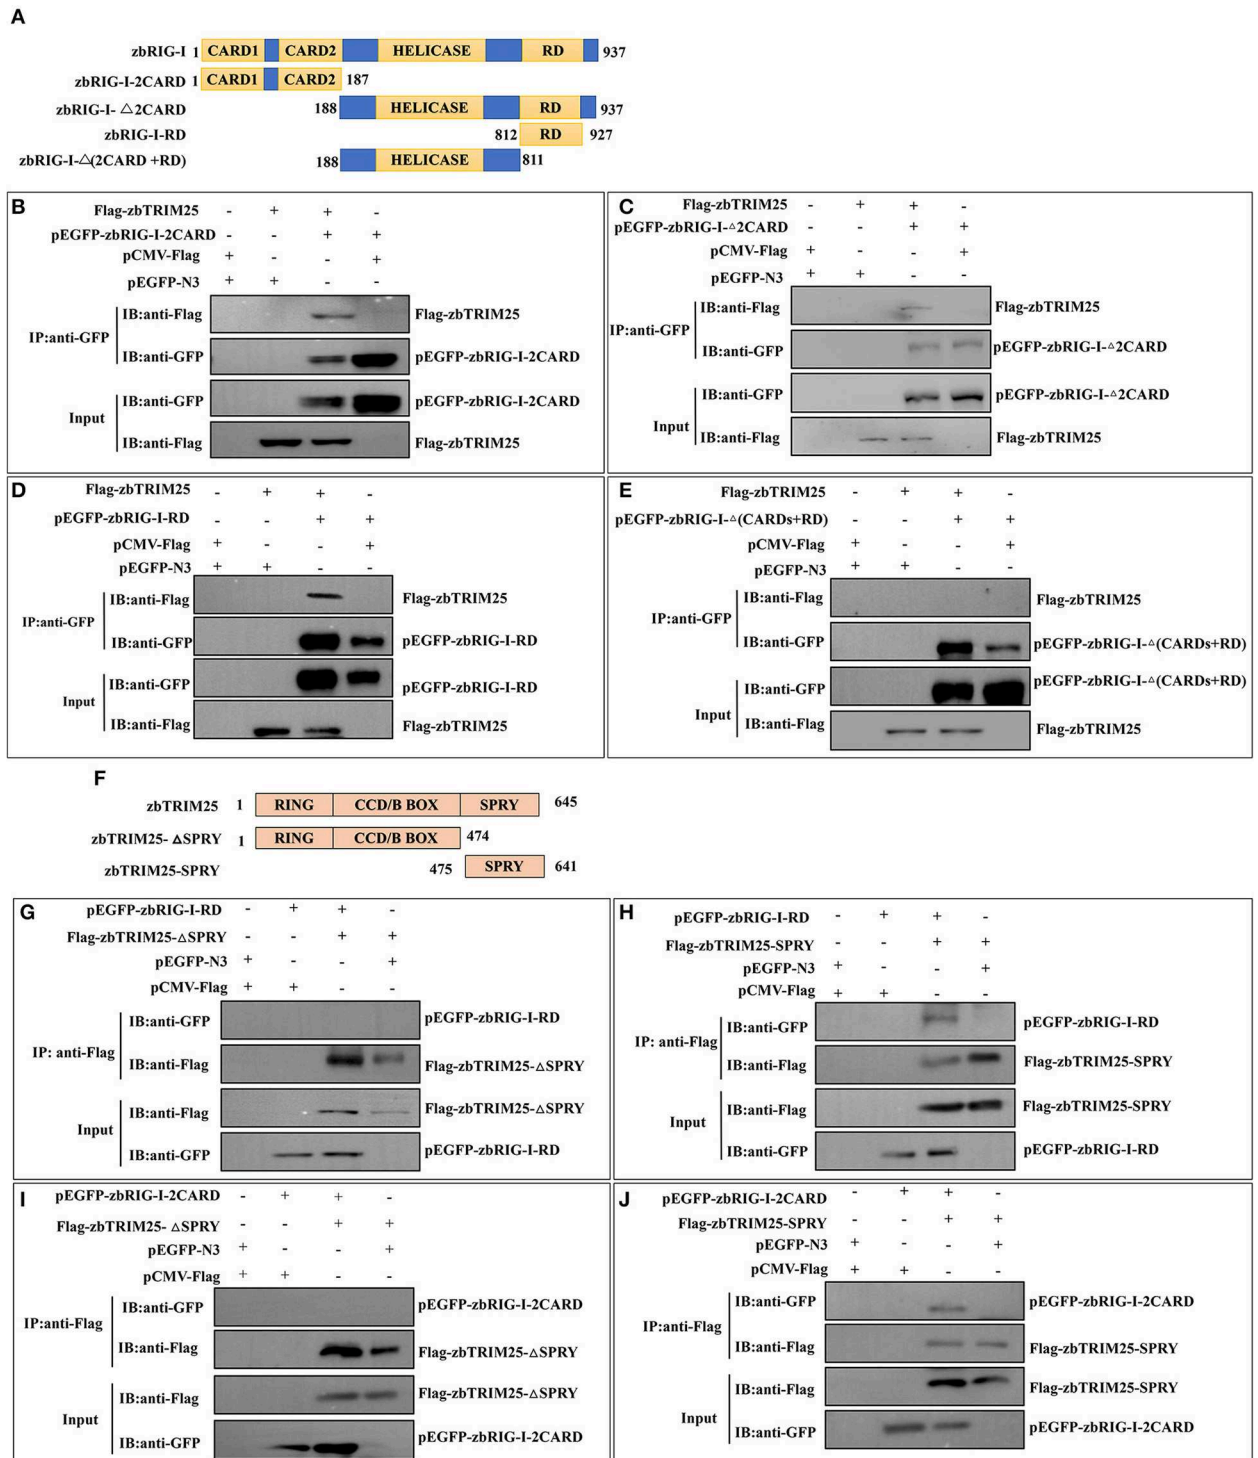 A
zbRIG-I 1 CARD1 CARD2 HELICASE RD 937
zbRIG-I-2CARD 1 CARD1 CARD2 187
zbRIG-I- △2CARD 188 HELICASE RD 937
zbRIG-I-RD 812 RD 927
zbRIG-I-△(2CARD +RD) 188 HELICASE 811
B
Flag-zbTRIM25 - + + -
pEGFP-zbRIG-I-2CARD - - + +
pCMV-Flag + - - +
pEGFP-N3 + + - -
IP:anti-GFP
IB:anti-Flag Flag-zbTRIM25
IB:anti-GFP pEGFP-zbRIG-I-2CARD
Input
IB:anti-GFP pEGFP-zbRIG-I-2CARD
IB:anti-Flag Flag-zbTRIM25
C
Flag-zbTRIM25 - + + -
pEGFP-zbRIG-I-△2CARD - - + +
pCMV-Flag + - - +
pEGFP-N3 + + - -
IP:anti-GFP
IB:anti-Flag Flag-zbTRIM25
IB:anti-GFP pEGFP-zbRIG-I-△2CARD
Input
IB:anti-GFP pEGFP-zbRIG-I-△2CARD
IB:anti-Flag Flag-zbTRIM25
D
Flag-zbTRIM25 - + + -
pEGFP-zbRIG-I-RD - - + +
pCMV-Flag + - - +
pEGFP-N3 + + - -
IP:anti-GFP
IB:anti-Flag Flag-zbTRIM25
IB:anti-GFP pEGFP-zbRIG-I-RD
Input
IB:anti-GFP pEGFP-zbRIG-I-RD
IB:anti-Flag Flag-zbTRIM25
E
Flag-zbTRIM25 - + + -
pEGFP-zbRIG-I-△(CARDs+RD) - - + +
pCMV-Flag + - - +
pEGFP-N3 + + - -
IP:anti-GFP
IB:anti-Flag Flag-zbTRIM25
IB:anti-GFP pEGFP-zbRIG-I-△(CARDs+RD)
Input
IB:anti-GFP pEGFP-zbRIG-I-△(CARDs+RD)
IB:anti-Flag Flag-zbTRIM25
F
zbTRIM25 1 RING CCD/B BOX SPRY 645
zbTRIM25- △SPRY 1 RING CCD/B BOX 474
zbTRIM25-SPRY 475 SPRY 641
G
pEGFP-zbRIG-I-RD - + + -
Flag-zbTRIM25-△SPRY - - + +
pEGFP-N3 + - - +
pCMV-Flag + + - -
IP: anti-Flag
IB:anti-GFP pEGFP-zbRIG-I-RD
IB:anti-Flag Flag-zbTRIM25-△SPRY
Input
IB:anti-Flag Flag-zbTRIM25-△SPRY
IB:anti-GFP pEGFP-zbRIG-I-RD
H
pEGFP-zbRIG-I-RD - + + -
Flag-zbTRIM25-SPRY - - + +
pEGFP-N3 + - - +
pCMV-Flag + + - -
IP: anti-Flag
IB:anti-GFP pEGFP-zbRIG-I-RD
IB:anti-Flag Flag-zbTRIM25-SPRY
Input
IB:anti-Flag Flag-zbTRIM25-SPRY
IB:anti-GFP pEGFP-zbRIG-I-RD
I
pEGFP-zbRIG-I-2CARD - + + -
Flag-zbTRIM25- △SPRY - - + +
pEGFP-N3 + - - +
pCMV-Flag + + - -
IP:anti-Flag
IB:anti-GFP pEGFP-zbRIG-I-2CARD
IB:anti-Flag Flag-zbTRIM25-△SPRY
Input
IB:anti-Flag Flag-zbTRIM25-△SPRY
IB:anti-GFP pEGFP-zbRIG-I-2CARD
J
pEGFP-zbRIG-I-2CARD - + + -
Flag-zbTRIM25-SPRY - - + +
pEGFP-N3 + - - +
pCMV-Flag + + - -
IP:anti-Flag
IB:anti-GFP pEGFP-zbRIG-I-2CARD
IB:anti-Flag Flag-zbTRIM25-SPRY
Input
IB:anti-Flag Flag-zbTRIM25-SPRY
IB:anti-GFP pEGFP-zbRIG-I-2CARD